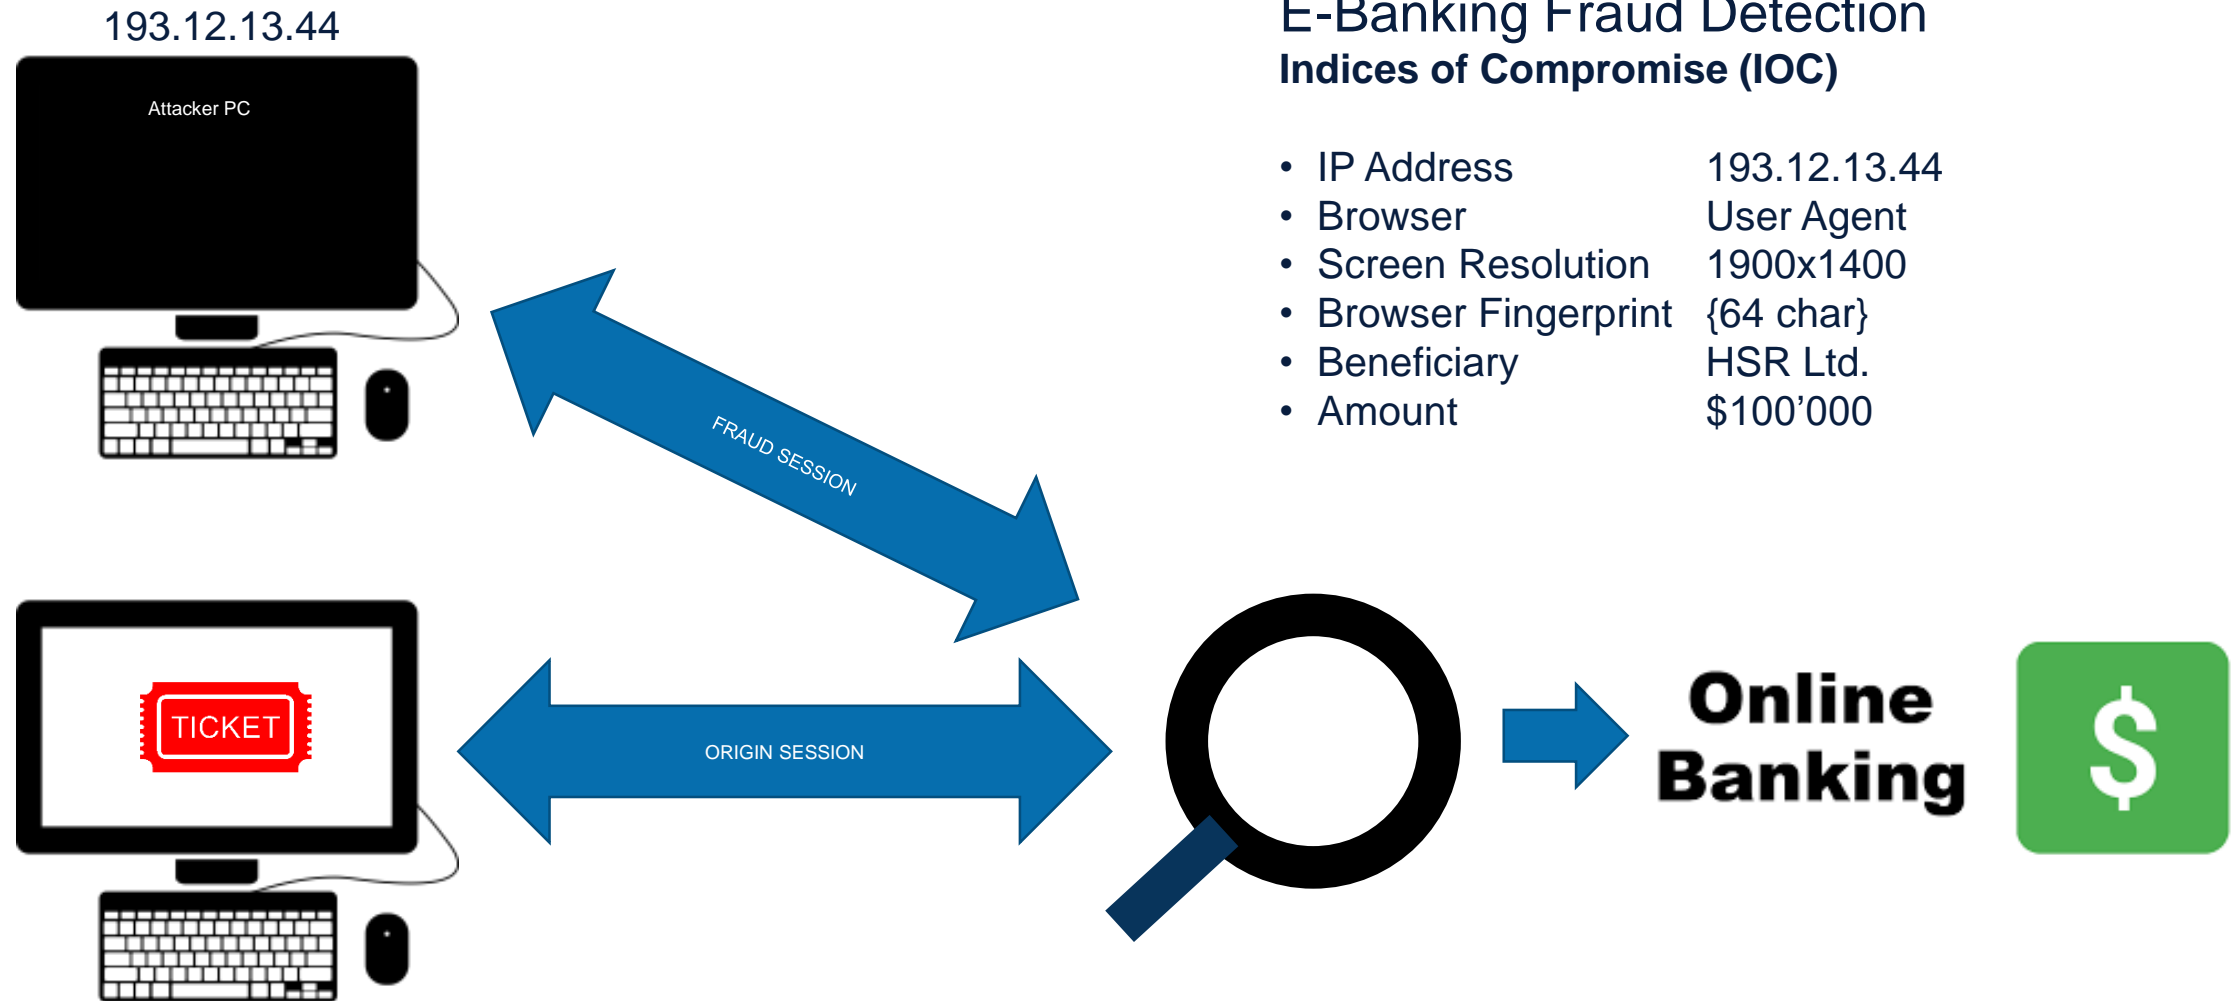 193.12.13.44
Attacker PC
E-Banking Fraud Detection
Indices of Compromise (IOC)
• IP Address 193.12.13.44
• Browser User Agent
• Screen Resolution 1900x1400
• Browser Fingerprint {64 char}
• Beneficiary HSR Ltd.
• Amount $100’000
FRAUD SESSION
TICKET
ORIGIN SESSION
Online
Banking
$